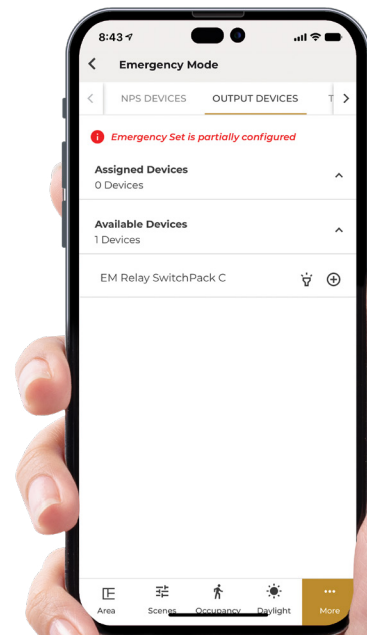 8:43
Emergency Mode
NPS DEVICES OUTPUT DEVICES T
Emergency Set is partially configured
Assigned Devices
0 Devices
Available Devices
1 Devices
EM Relay SwitchPack C
Area Scenes Occupancy Daylight More